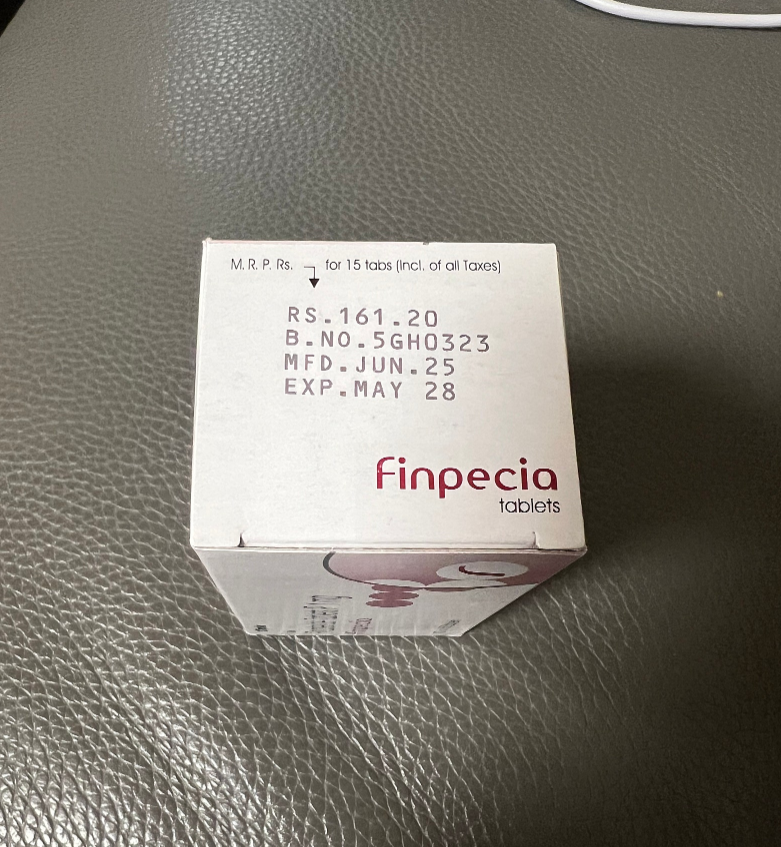 M. R. P. Rs. for 15 tabs (Incl. of all Taxes)
RS.161.20
B.NO.5GH0323
MFD.JUN.25
EXP.MAY 28
Finpecia
tablets